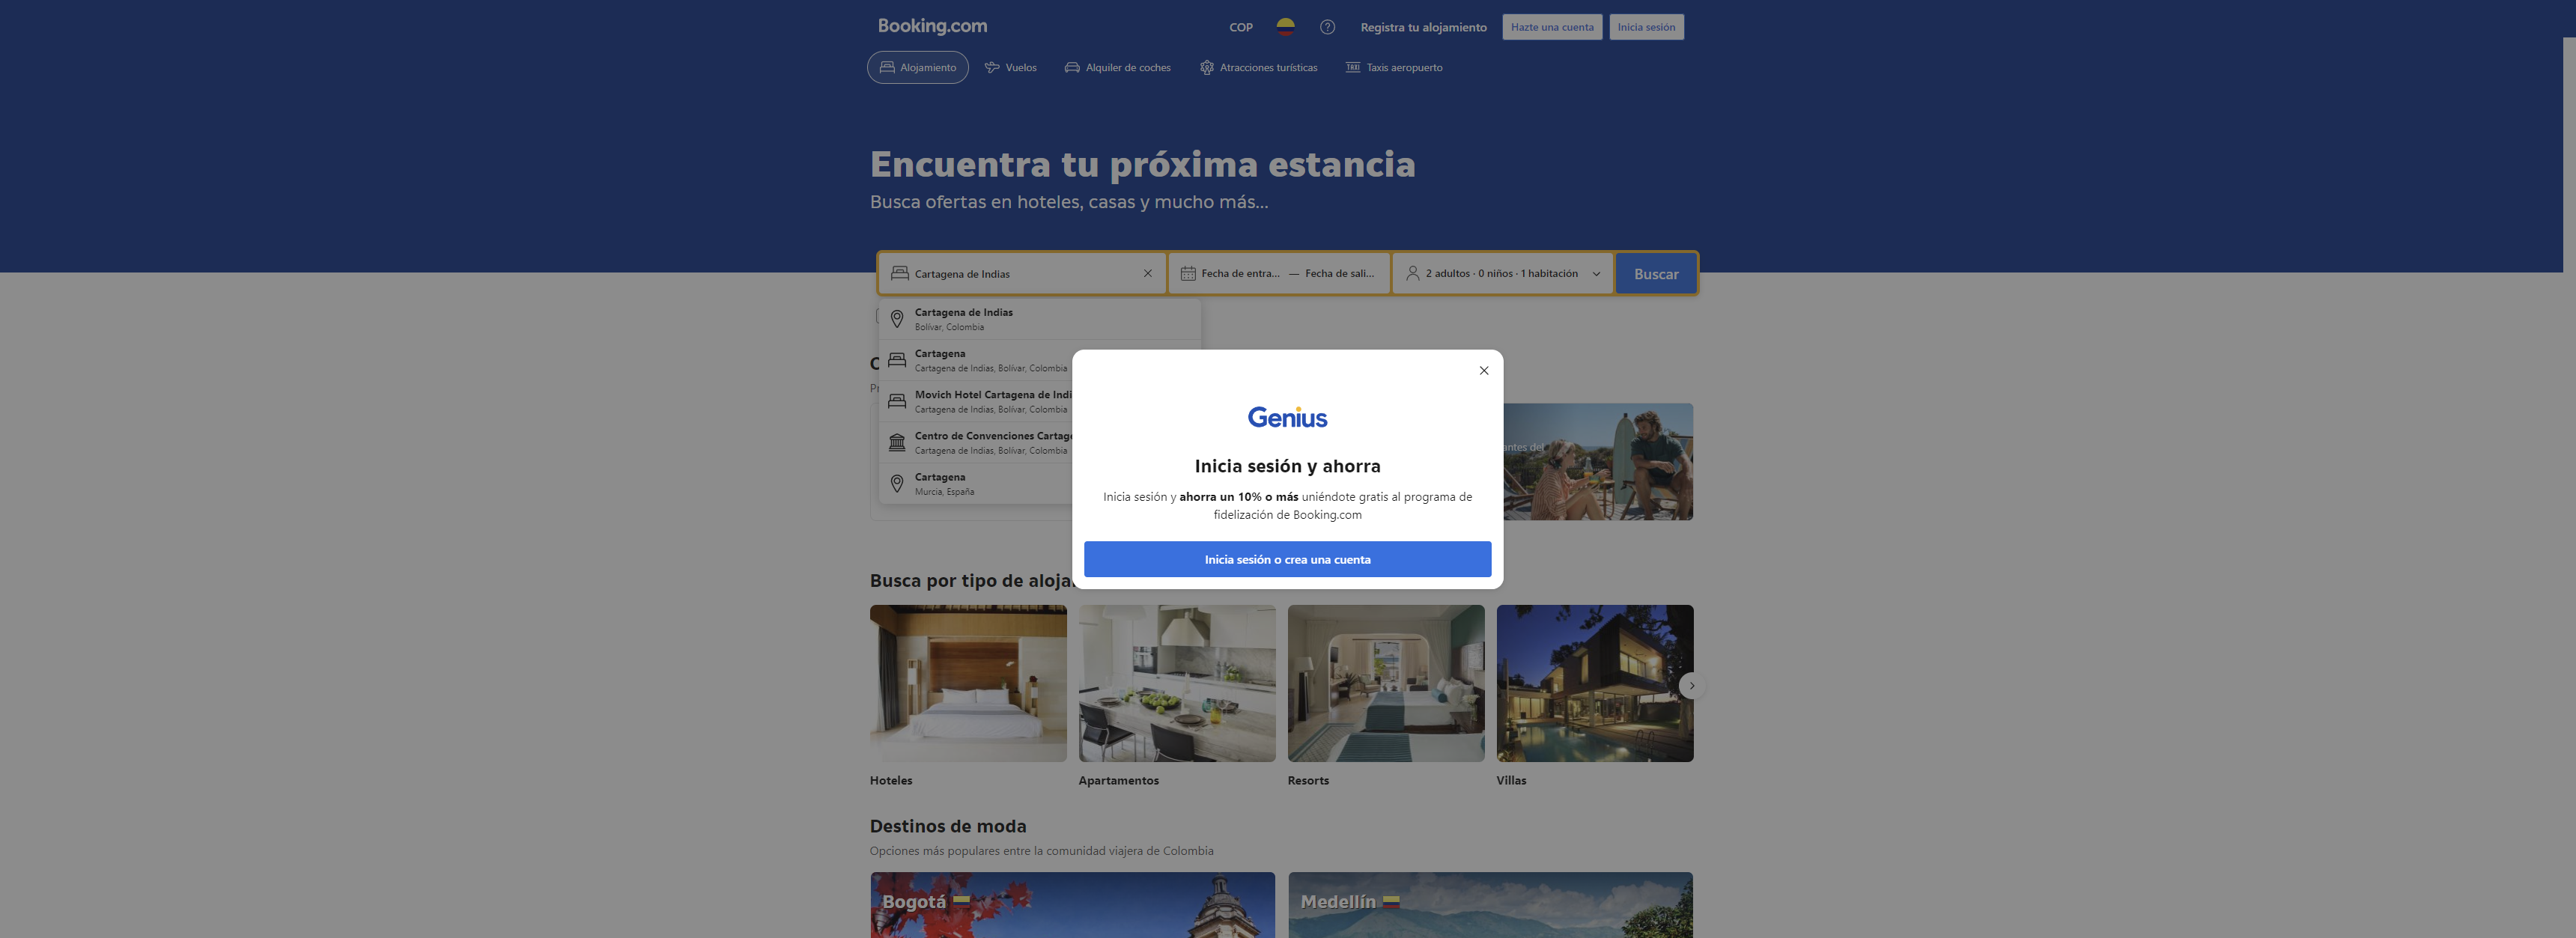 Booking.com
COP
Registra tu alojamiento
Hazte una cuenta
Inicia sesión
Alojamiento
Vuelos
Alquiler de coches
Atracciones turísticas
TAXI
Taxis aeropuerto
Encuentra tu próxima estancia
Busca ofertas en hoteles, casas y mucho más...
Cartagena de Indias
Fecha de entra... — Fecha de sali...
2 adultos · 0 niños · 1 habitación
Buscar
Cartagena de Indias
Bolívar, Colombia
Cartagena
Cartagena de Indias, Bolívar, Colombia
Movich Hotel Cartagena de Indi
Cartagena de Indias, Bolívar, Colombia
Centro de Convenciones Cartage
Cartagena de Indias, Bolívar, Colombia
Cartagena
Murcia, España
antes del
Genius
Inicia sesión y ahorra
Inicia sesión y ahorra un 10% o más uniéndote gratis al programa de
fidelización de Booking.com
Inicia sesión o crea una cuenta
Busca por tipo de aloja
Hoteles
Apartamentos
Resorts
Villas
Destinos de moda
Opciones más populares entre la comunidad viajera de Colombia
Bogotá
Medellín